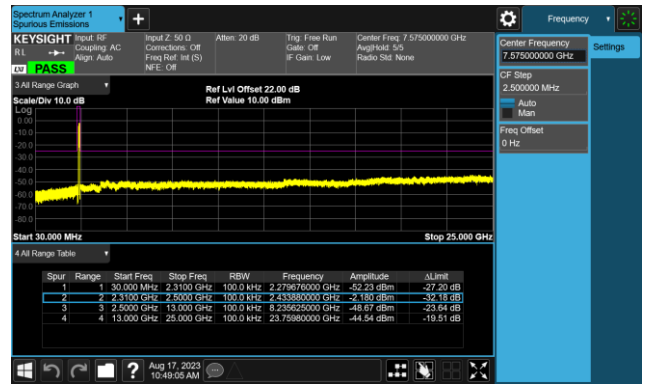 Spectrum Analyzer 1
Spurious Emissions
Frequency
KEYSIGHT
Input: RF
Coupling: AC
Align: Auto
Input Z: 50 Ω
Corrections: Off
Freq Ref: Int (S)
NFE: Off
Atten: 20 dB
Trig: Free Run
Gate: Off
IF Gain: Low
Center Freq: 7.575000000 GHz
Avg|Hold: 5/5
Radio Std: None
RL
LXI
PASS
Center Frequency
7.575000000 GHz
Settings
CF Step
2.500000 MHz
Auto
Man
Freq Offset
0 Hz
3 All Range Graph
Scale/Div 10.0 dB
Ref Lvl Offset 22.00 dB
Ref Value 10.00 dBm
Log
0.00
-10.0
-20.0
-30.0
-40.0
-50.0
-60.0
-70.0
-80.0
Start 30.000 MHz
Stop 25.000 GHz
4 All Range Table
Spur Range Start Freq Stop Freq RBW Frequency Amplitude ΔLimit
1 1 30.000 MHz 2.3100 GHz 100.0 kHz 2.279676000 GHz -52.23 dBm -27.20 dB
2 2 2.3100 GHz 2.5000 GHz 100.0 kHz 2.433880000 GHz -2.180 dBm -32.18 dB
3 3 2.5000 GHz 13.000 GHz 100.0 kHz 8.235625000 GHz -48.67 dBm -23.64 dB
4 4 13.000 GHz 25.000 GHz 100.0 kHz 23.75980000 GHz -44.54 dBm -19.51 dB
?
Aug 17, 2023
10:49:05 AM